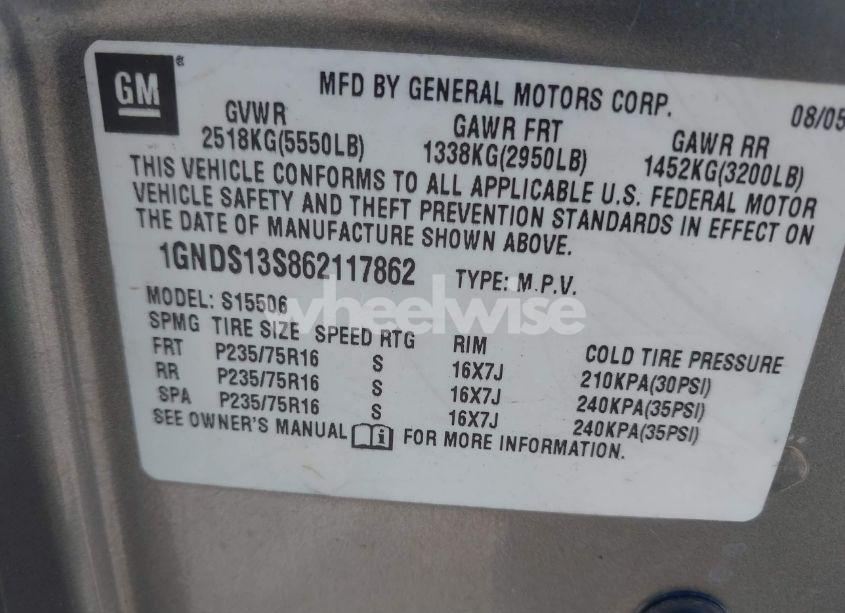 GM
MFD BY GENERAL MOTORS CORP.
08/05
GVWR GAWR FRT GAWR RR
2518KG(5550LB) 1338KG(2950LB) 1452KG(3200LB)
THIS VEHICLE CONFORMS TO ALL APPLICABLE U.S. FEDERAL MOTOR
VEHICLE SAFETY AND THEFT PREVENTION STANDARDS IN EFFECT ON
THE DATE OF MANUFACTURE SHOWN ABOVE.
1GNDS13S862117862 TYPE: M.P.V.
MODEL: S15506
wheelwise
SPMG TIRE SIZE SPEED RTG RIM COLD TIRE PRESSURE
FRT P235/75R16 S 16X7J 210KPA(30PSI)
RR P235/75R16 S 16X7J 240KPA(35PSI)
SPA P235/75R16 S 16X7J 240KPA(35PSI)
SEE OWNER'S MANUAL i FOR MORE INFORMATION.